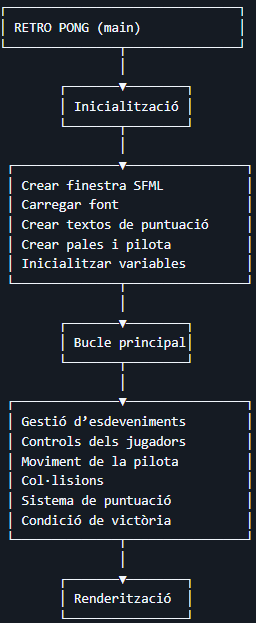 RETRO PONG (main)
Inicialització
Crear finestra SFML
Carregar font
Crear textos de puntuació
Crear pales i pilota
Inicialitzar variables
Bucle principal
Gestió d’esdeveniments
Controls dels jugadors
Moviment de la pilota
Col·lisions
Sistema de puntuació
Condició de victòria
Renderització